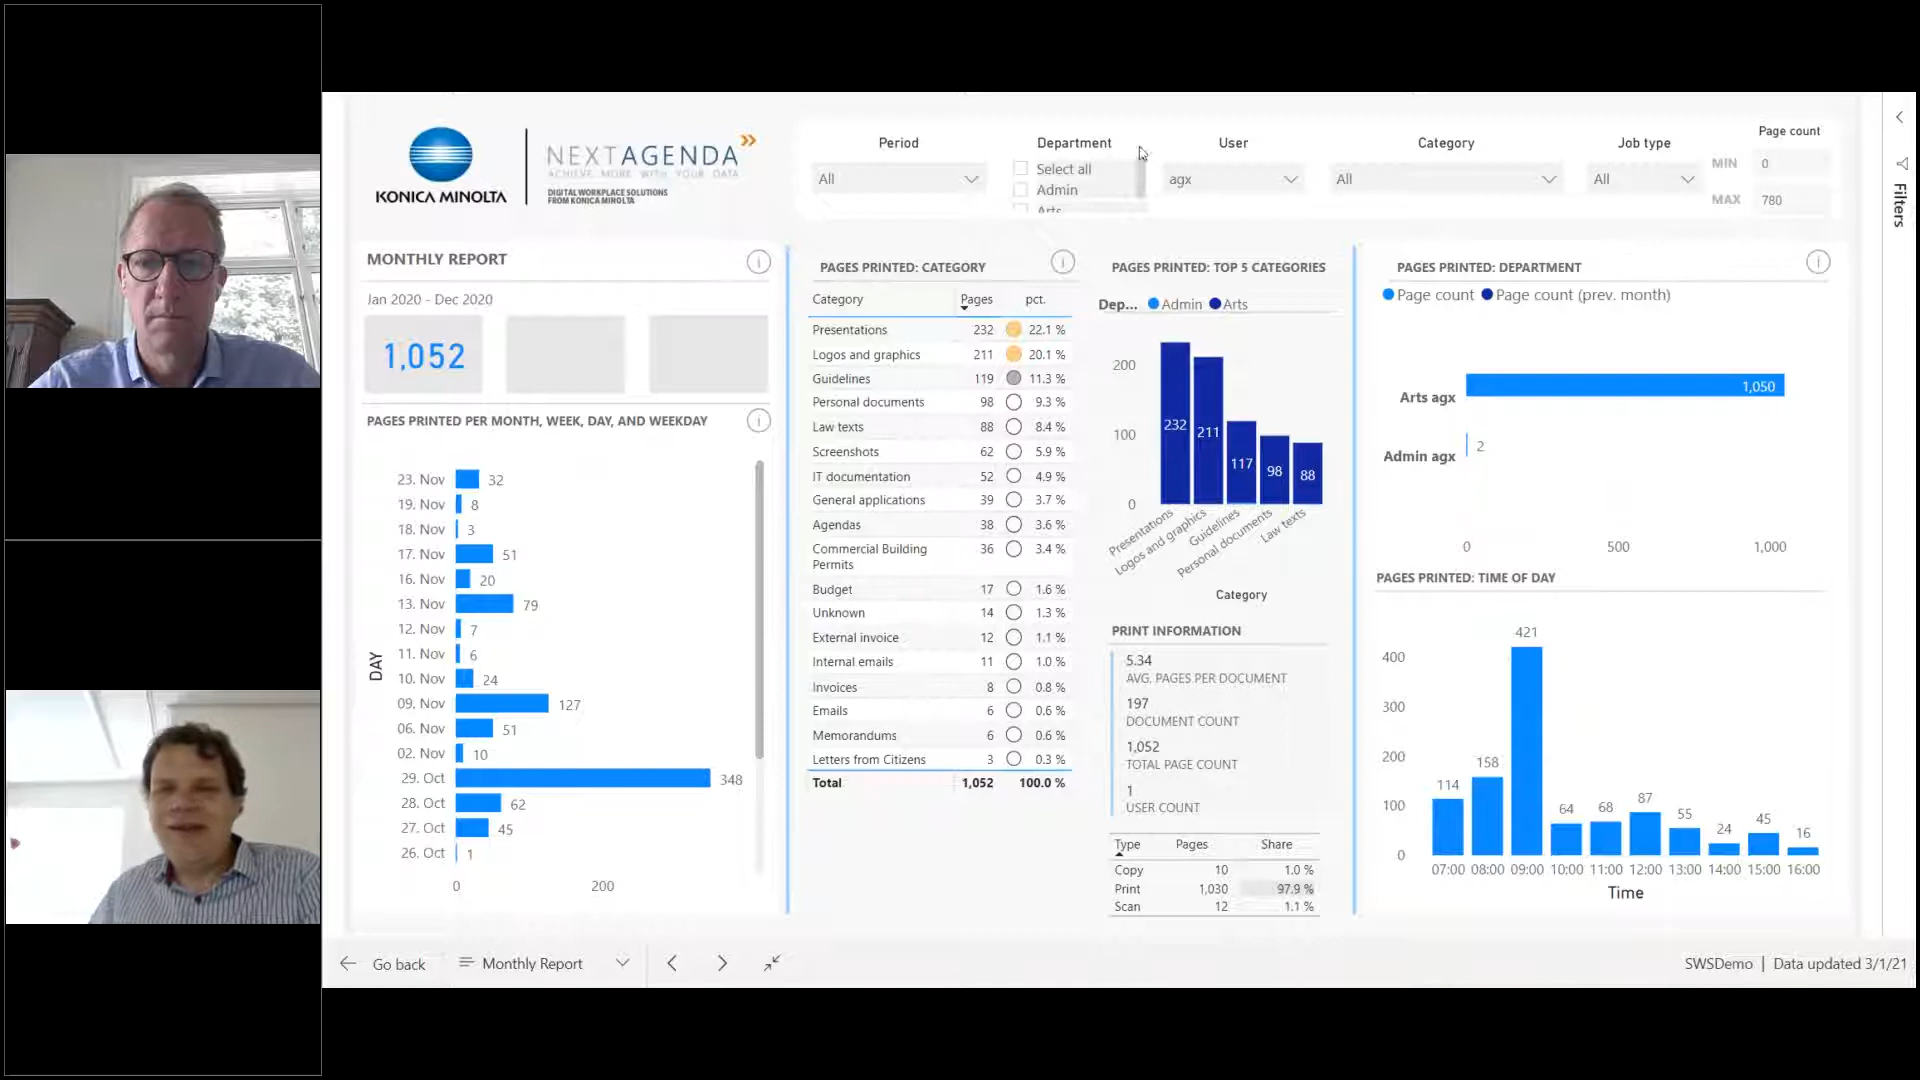 KONICA MINOLTA
NEXTAGENDA
ACHIEVE MORE WITH YOUR DATA
DIGITAL WORKPLACE SOLUTIONS
FROM KONICA MINOLTA
Period
All
Department
Select all
Admin
Arts
User
agx
Category
All
Job type
All
Page count
MIN 0
MAX 780
Filters
MONTHLY REPORT
Jan 2020 - Dec 2020
1,052
PAGES PRINTED PER MONTH, WEEK, DAY, AND WEEKDAY
DAY
23. Nov 32
19. Nov 8
18. Nov 3
17. Nov 51
16. Nov 20
13. Nov 79
12. Nov 7
11. Nov 6
10. Nov 24
09. Nov 127
06. Nov 51
02. Nov 10
29. Oct 348
28. Oct 62
27. Oct 45
26. Oct 1
0 200
PAGES PRINTED: CATEGORY
Category Pages pct.
Presentations 232 22.1 %
Logos and graphics 211 20.1 %
Guidelines 119 11.3 %
Personal documents 98 9.3 %
Law texts 88 8.4 %
Screenshots 62 5.9 %
IT documentation 52 4.9 %
General applications 39 3.7 %
Agendas 38 3.6 %
Commercial Building 36 3.4 %
Permits
Budget 17 1.6 %
Unknown 14 1.3 %
External invoice 12 1.1 %
Internal emails 11 1.0 %
Invoices 8 0.8 %
Emails 6 0.6 %
Memorandums 6 0.6 %
Letters from Citizens 3 0.3 %
Total 1,052 100.0 %
PAGES PRINTED: TOP 5 CATEGORIES
Dep... Admin Arts
200
100
0
232 211 117 98 88
Presentations
Logos and graphics
Guidelines
Personal documents
Law texts
Category
PRINT INFORMATION
5.34
AVG. PAGES PER DOCUMENT
197
DOCUMENT COUNT
1,052
TOTAL PAGE COUNT
1
USER COUNT
Type Pages Share
Copy 10 1.0 %
Print 1,030 97.9 %
Scan 12 1.1 %
PAGES PRINTED: DEPARTMENT
Page count Page count (prev. month)
Arts agx 1,050
Admin agx 2
0 500 1,000
PAGES PRINTED: TIME OF DAY
400
300
200
100
0
114 158 421 64 68 87 55 24 45 16
07:00 08:00 09:00 10:00 11:00 12:00 13:00 14:00 15:00 16:00
Time
Go back
Monthly Report
SWSDemo | Data updated 3/1/21